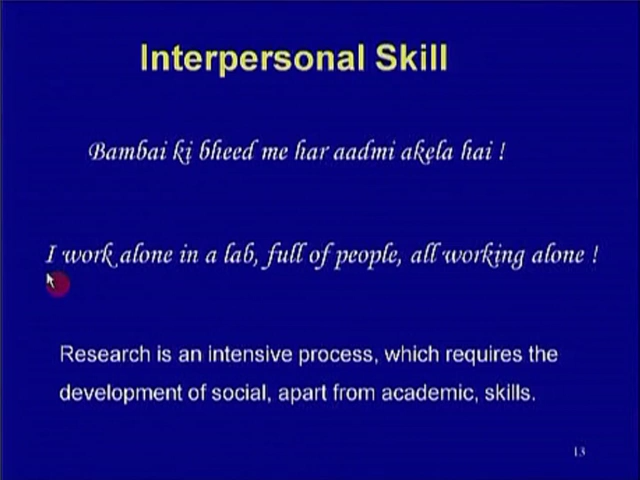 Interpersonal Skill
Bambai ki bheed me har aadmi akela hai !
I work alone in a lab, full of people, all working alone !
Research is an intensive process, which requires the
development of social, apart from academic, skills.
13